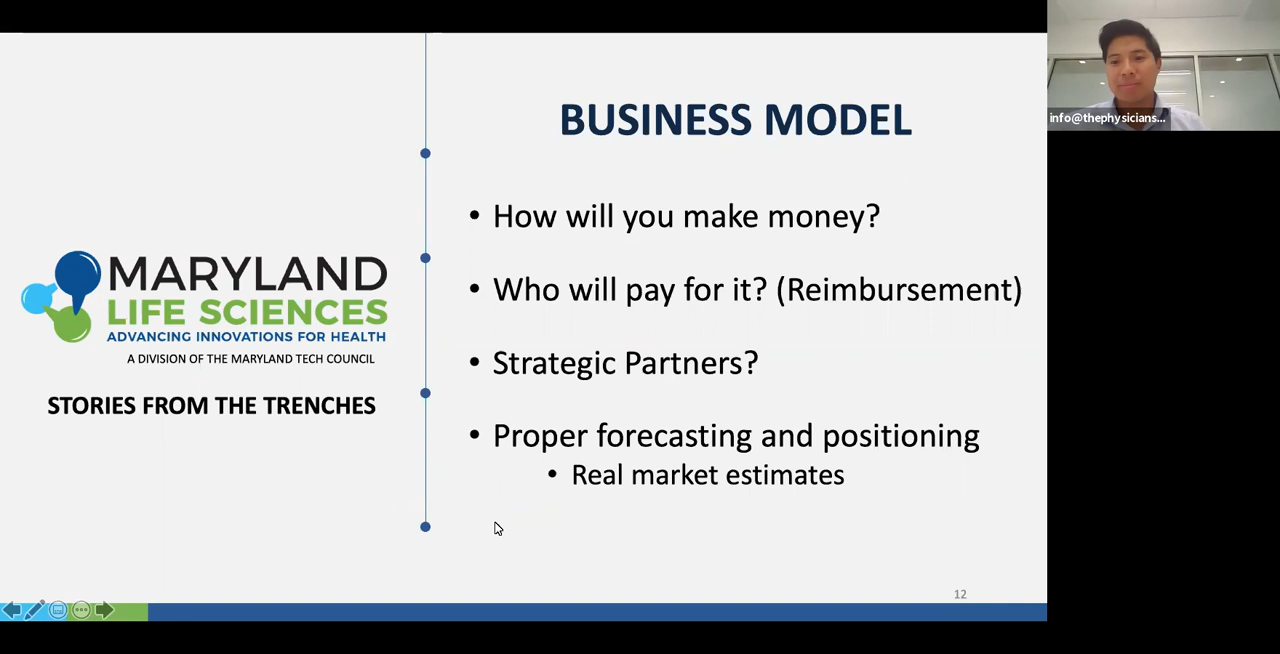 BUSINESS MODEL
• How will you make money?
• Who will pay for it? (Reimbursement)
• Strategic Partners?
• Proper forecasting and positioning
• Real market estimates
MARYLAND
LIFE SCIENCES
ADVANCING INNOVATIONS FOR HEALTH
A DIVISION OF THE MARYLAND TECH COUNCIL
STORIES FROM THE TRENCHES
12
info@thephysicians...